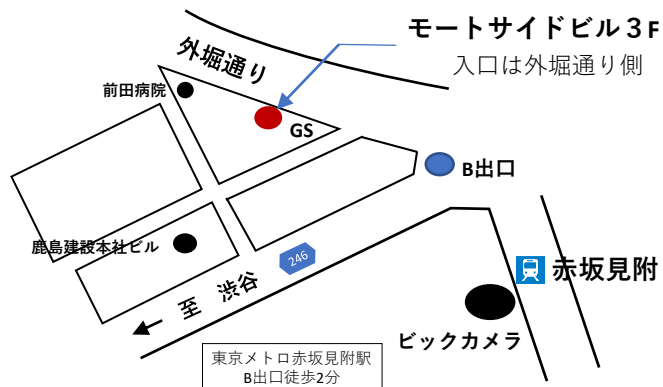 モートサイドビル３F
入口は外堀通り側
外堀通り
前田病院
GS
B出口
鹿島建設本社ビル
246
至　渋谷
赤坂見附
ビックカメラ
東京メトロ赤坂見附駅
B出口徒歩2分